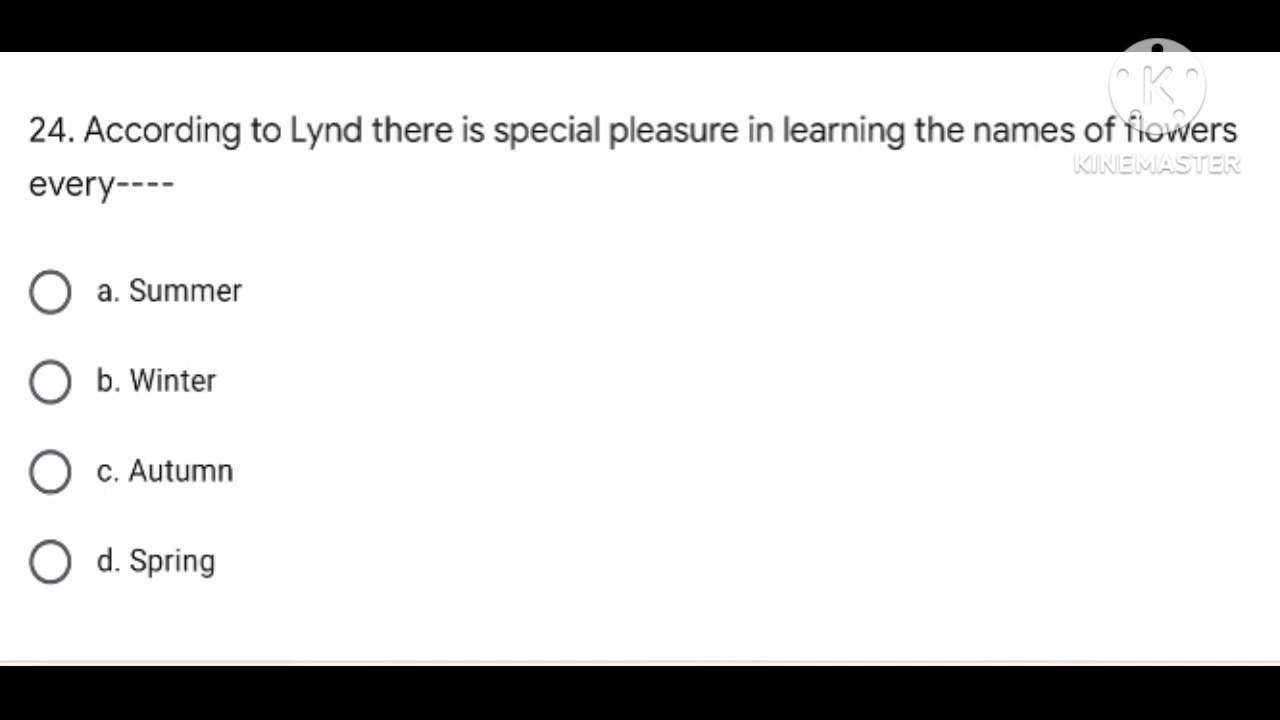 K
KINEMASTER
24. According to Lynd there is special pleasure in learning the names of flowers
every----
a. Summer
b. Winter
c. Autumn
d. Spring